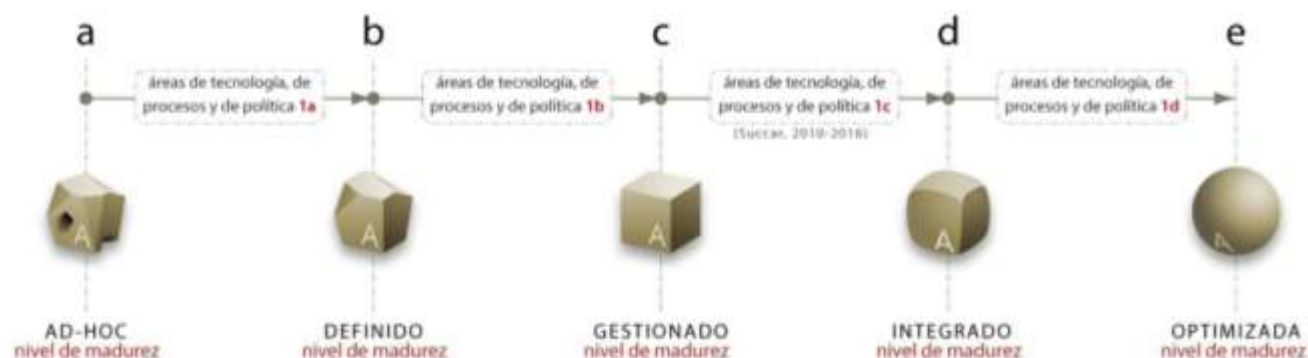 a
b
c
d
e
áreas de tecnología, de
procesos y de política 1a
áreas de tecnología, de
procesos y de política 1b
áreas de tecnología, de
procesos y de política 1c
(Succar, 2010-2016)
áreas de tecnología, de
procesos y de política 1d
A
A
A
A
A
AD-HOC
nivel de madurez
DEFINIDO
nivel de madurez
GESTIONADO
nivel de madurez
INTEGRADO
nivel de madurez
OPTIMIZADA
nivel de madurez